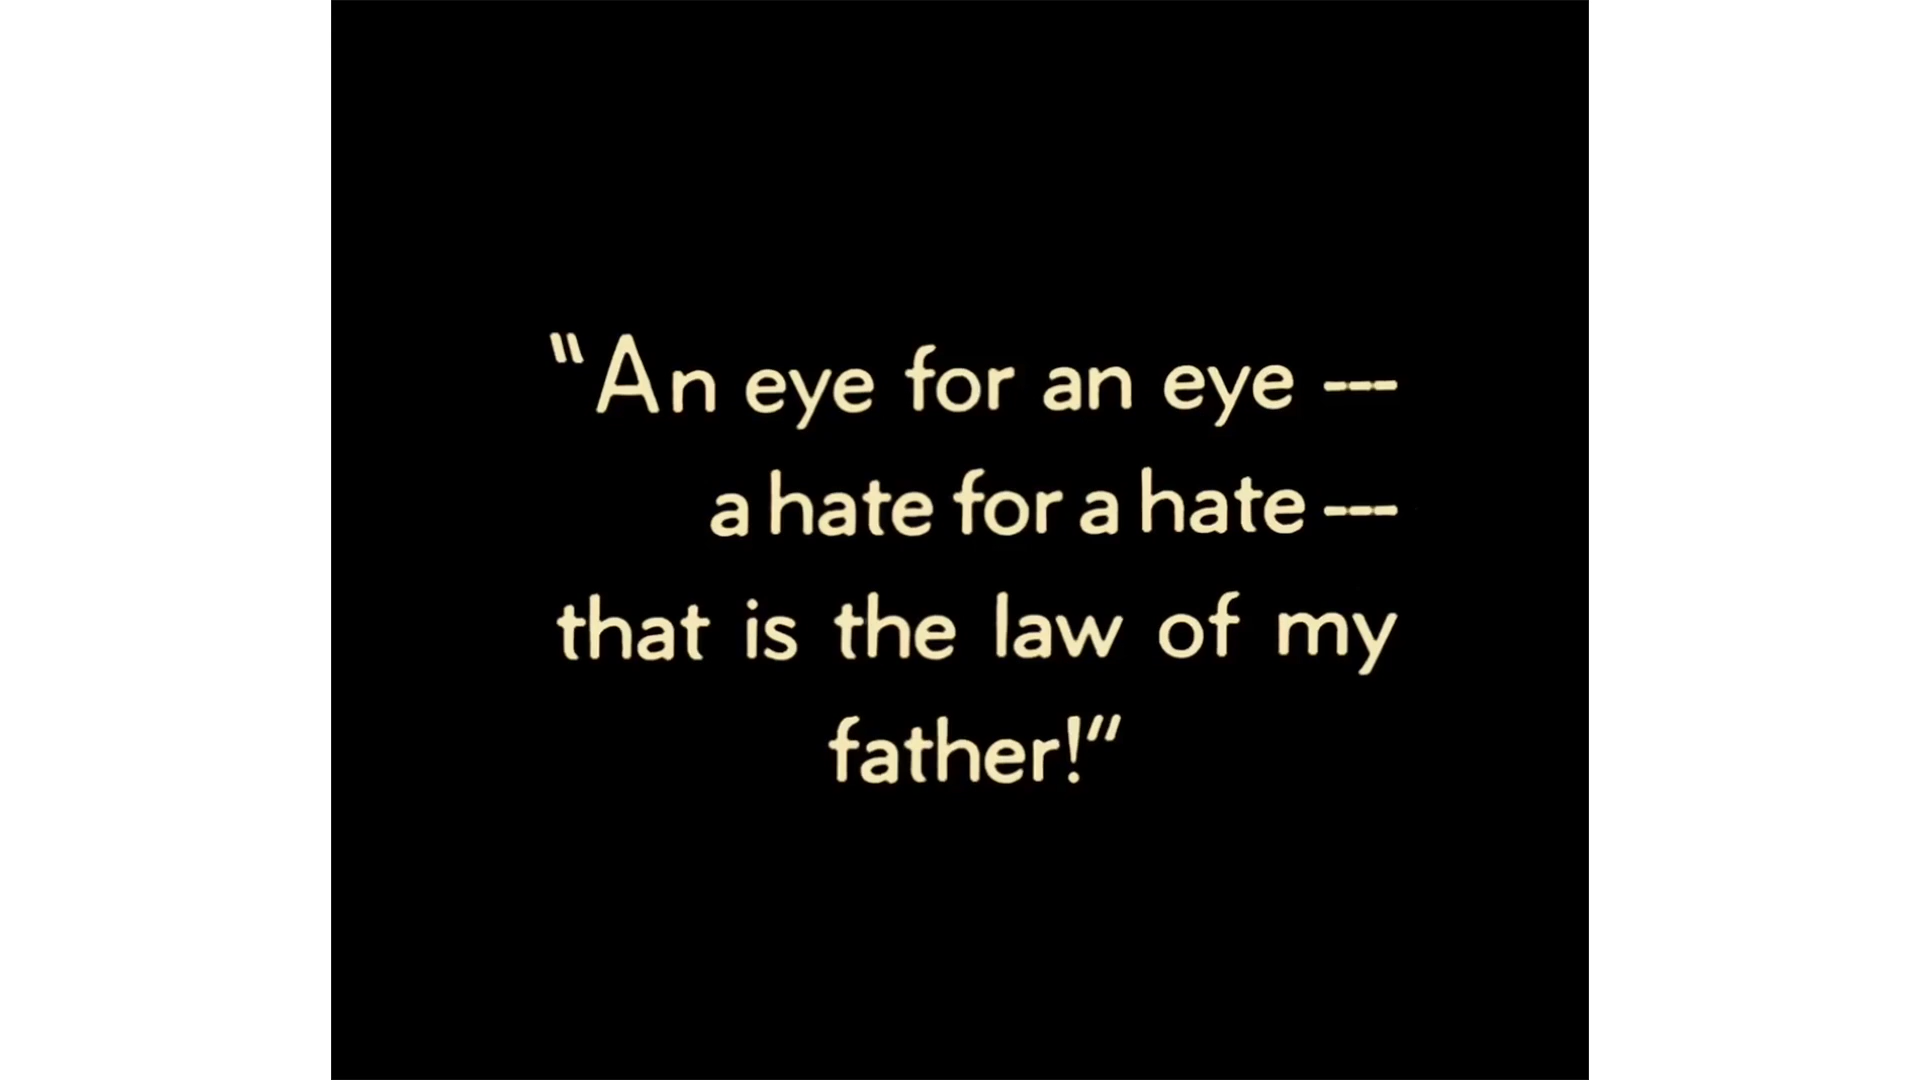 “An eye for an eye ---
a hate for a hate ---
that is the law of my
father!”